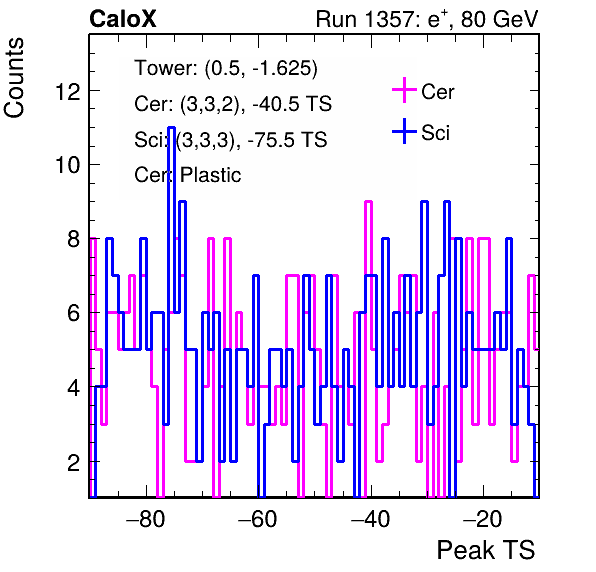 CaloX Run 1357: e+, 80 GeV
Counts
Tower: (0.5, -1.625)
Cer: (3,3,2), -40.5 TS
Sci: (3,3,3), -75.5 TS
Cer: Plastic
Cer
Sci
12
10
8
6
4
2
−80 −60 −40 −20
Peak TS